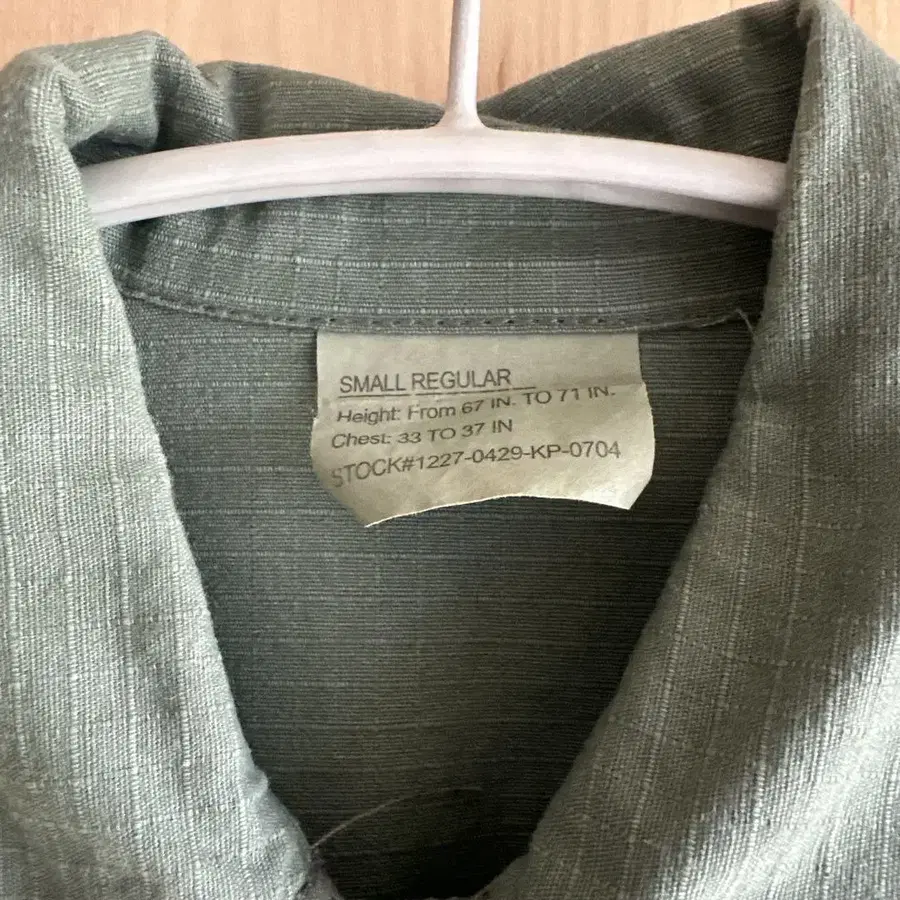 SMALL REGULAR
Height: From 67 IN. TO 71 IN.
Chest: 33 TO 37 IN
STOCK#1227-0429-KP-0704